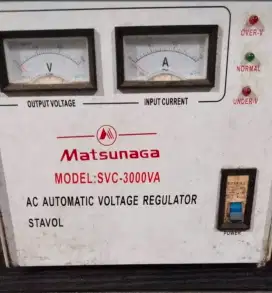 OVER-V
V
A
NORMAL
OUTPUT VOLTAGE
INPUT CURRENT
UNDER-V
Matsunaga
MODEL:SVC-3000VA
AC AUTOMATIC VOLTAGE REGULATOR
STAVOL
POWER